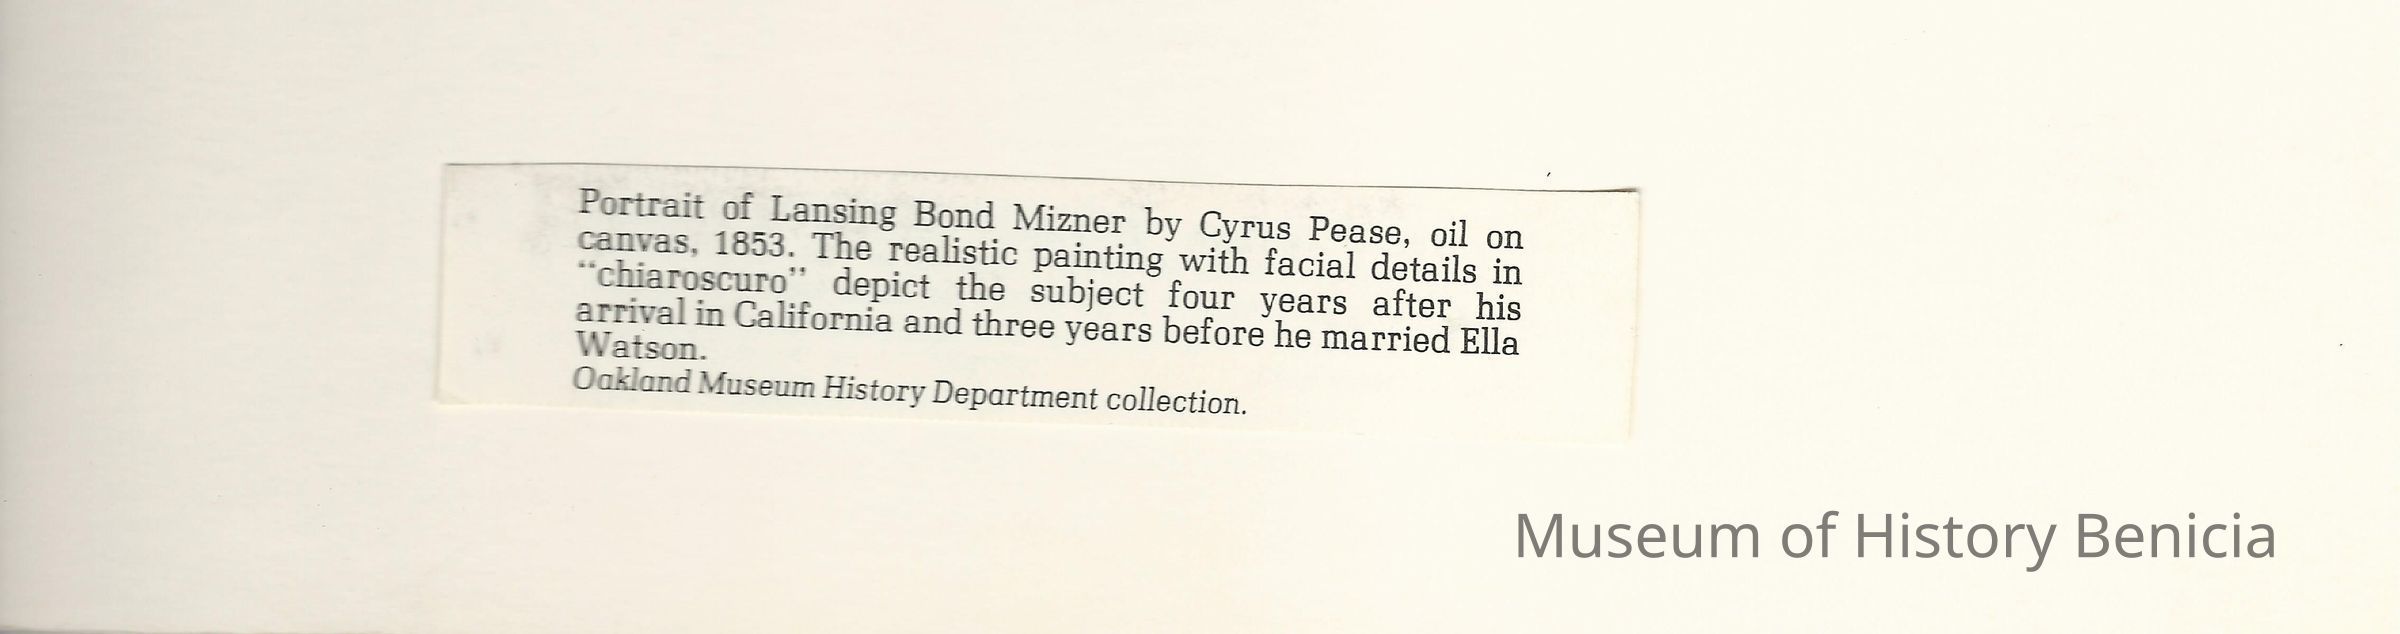 Portrait of Lansing Bond Mizner by Cyrus Pease, oil on
canvas, 1853. The realistic painting with facial details in
“chiaroscuro” depict the subject four years after his
arrival in California and three years before he married Ella
Watson.
Oakland Museum History Department collection.
Museum of History Benicia